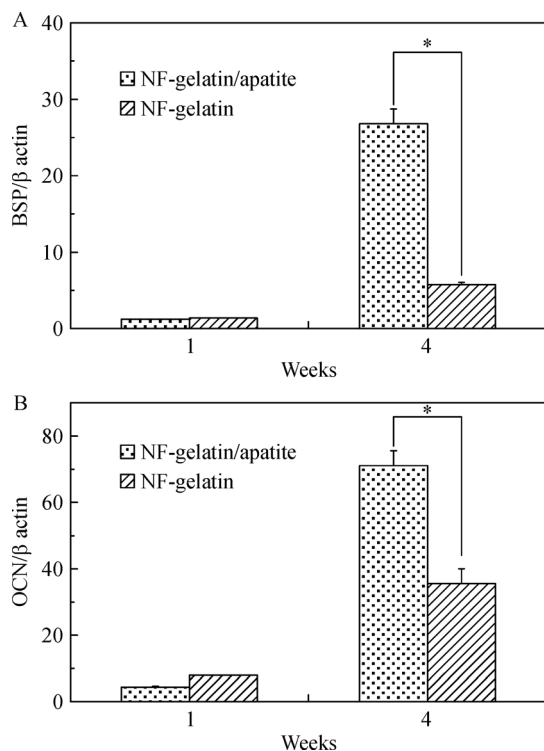 A
40
30
20
10
0
BSP/β actin
NF-gelatin/apatite
NF-gelatin
*
1
4
Weeks
B
80
60
40
20
0
OCN/β actin
NF-gelatin/apatite
NF-gelatin
*
1
4
Weeks